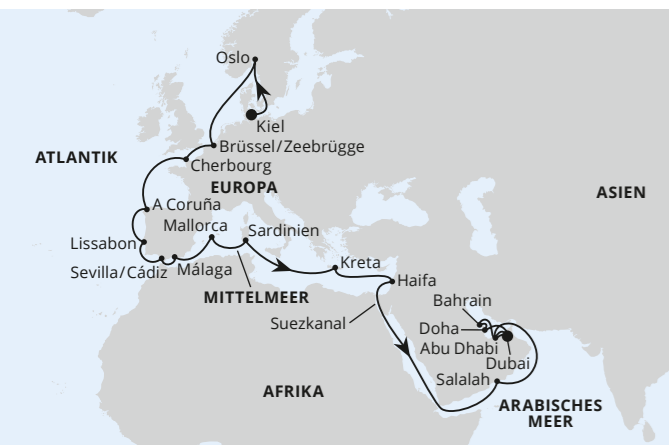 Oslo
Kiel
Brüssel/Zeebrügge
ATLANTIK
Cherbourg
EUROPA
ASIEN
A Coruña
Mallorca
Sardinien
Lissabon
Sevilla/Cádiz
Málaga
Kreta
Haifa
MITTELMEER
Bahrain
Suezkanal
Doha
Abu Dhabi
Dubai
Salalah
AFRIKA
ARABISCHES
MEER